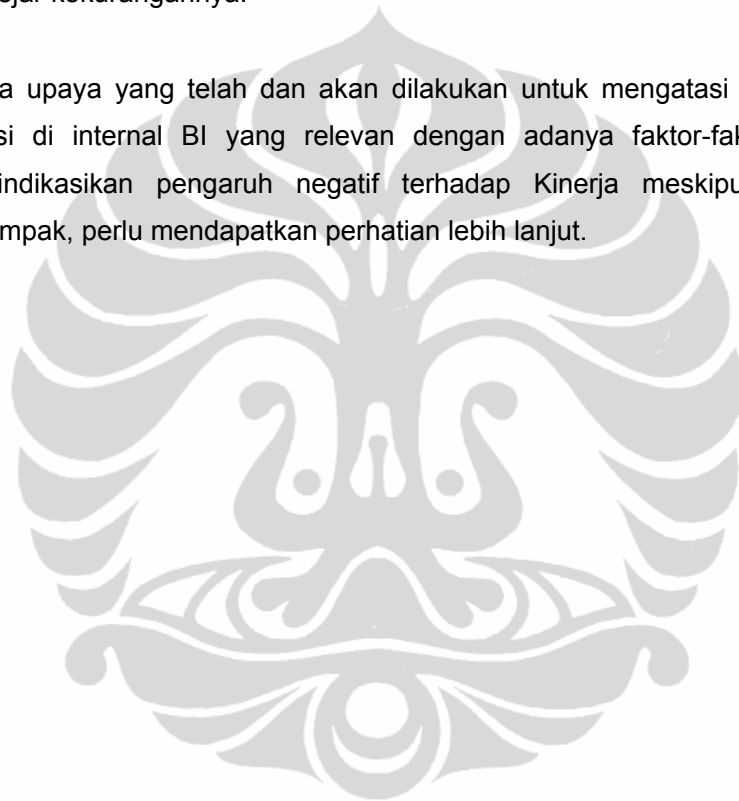 kekurangannya.
a upaya yang telah dan akan dilakukan untuk mengatasi
si di internal BI yang relevan dengan adanya faktor-fak
indikasikan pengaruh negatif terhadap Kinerja meskipu
mpak, perlu mendapatkan perhatian lebih lanjut.